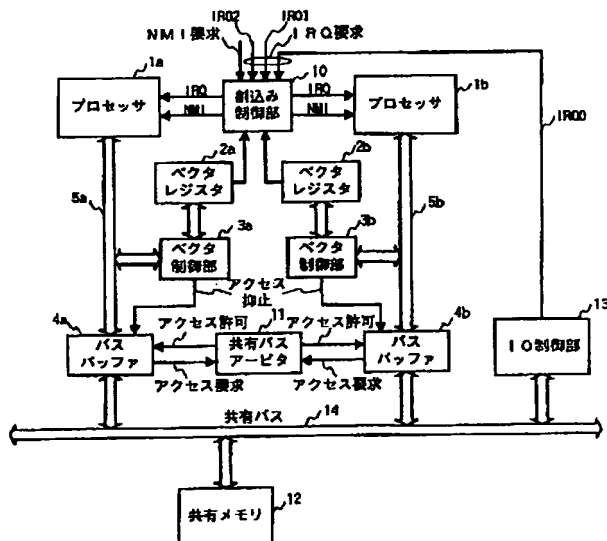 IRQ2
IRQ1
NMI要求
IRQ要求
1a
プロセッサ
10
割込み
制御部
IRQ
NMI
IRQ
NMI
1b
プロセッサ
IRQ0
2a
ベクタ
レジスタ
2b
ベクタ
レジスタ
5a
5b
3a
ベクタ
制御部
3b
ベクタ
制御部
アクセス
抑止
4a
バス
バッファ
アクセス許可
11
アクセス許可
共有バス
アービタ
アクセス要求
アクセス要求
4b
バス
バッファ
13
IO制御部
共有バス
14
12
共有メモリ